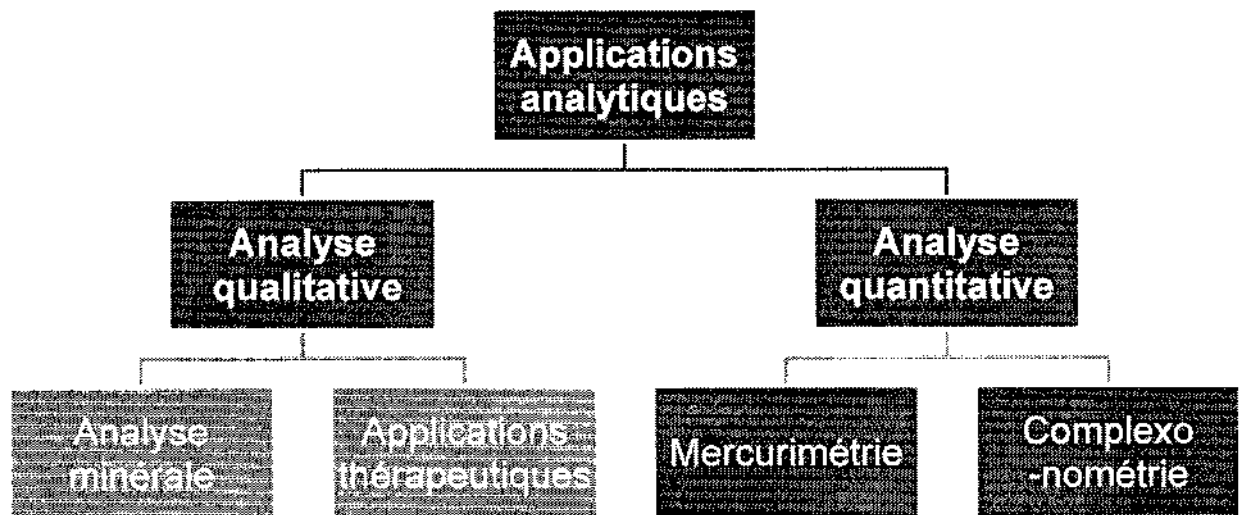 Applications
analytiques
Analyse
qualitative
Analyse
quantitative
Analyse
minérale
Applications
thérapeutiques
Mercurimétrie
Complexo
-nométrie